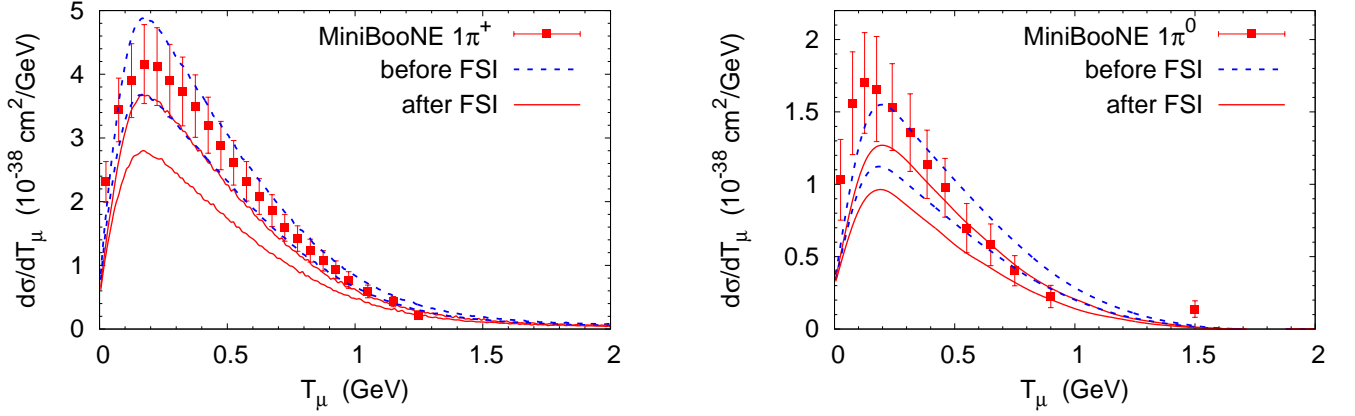 MiniBooNE 1π⁺
before FSI
after FSI
dσ/dTμ (10⁻³⁸ cm²/GeV)
5
4
3
2
1
0
0 0.5 1 1.5 2
Tμ (GeV)
MiniBooNE 1π⁰
before FSI
after FSI
dσ/dTμ (10⁻³⁸ cm²/GeV)
2
1.5
1
0.5
0
0 0.5 1 1.5 2
Tμ (GeV)